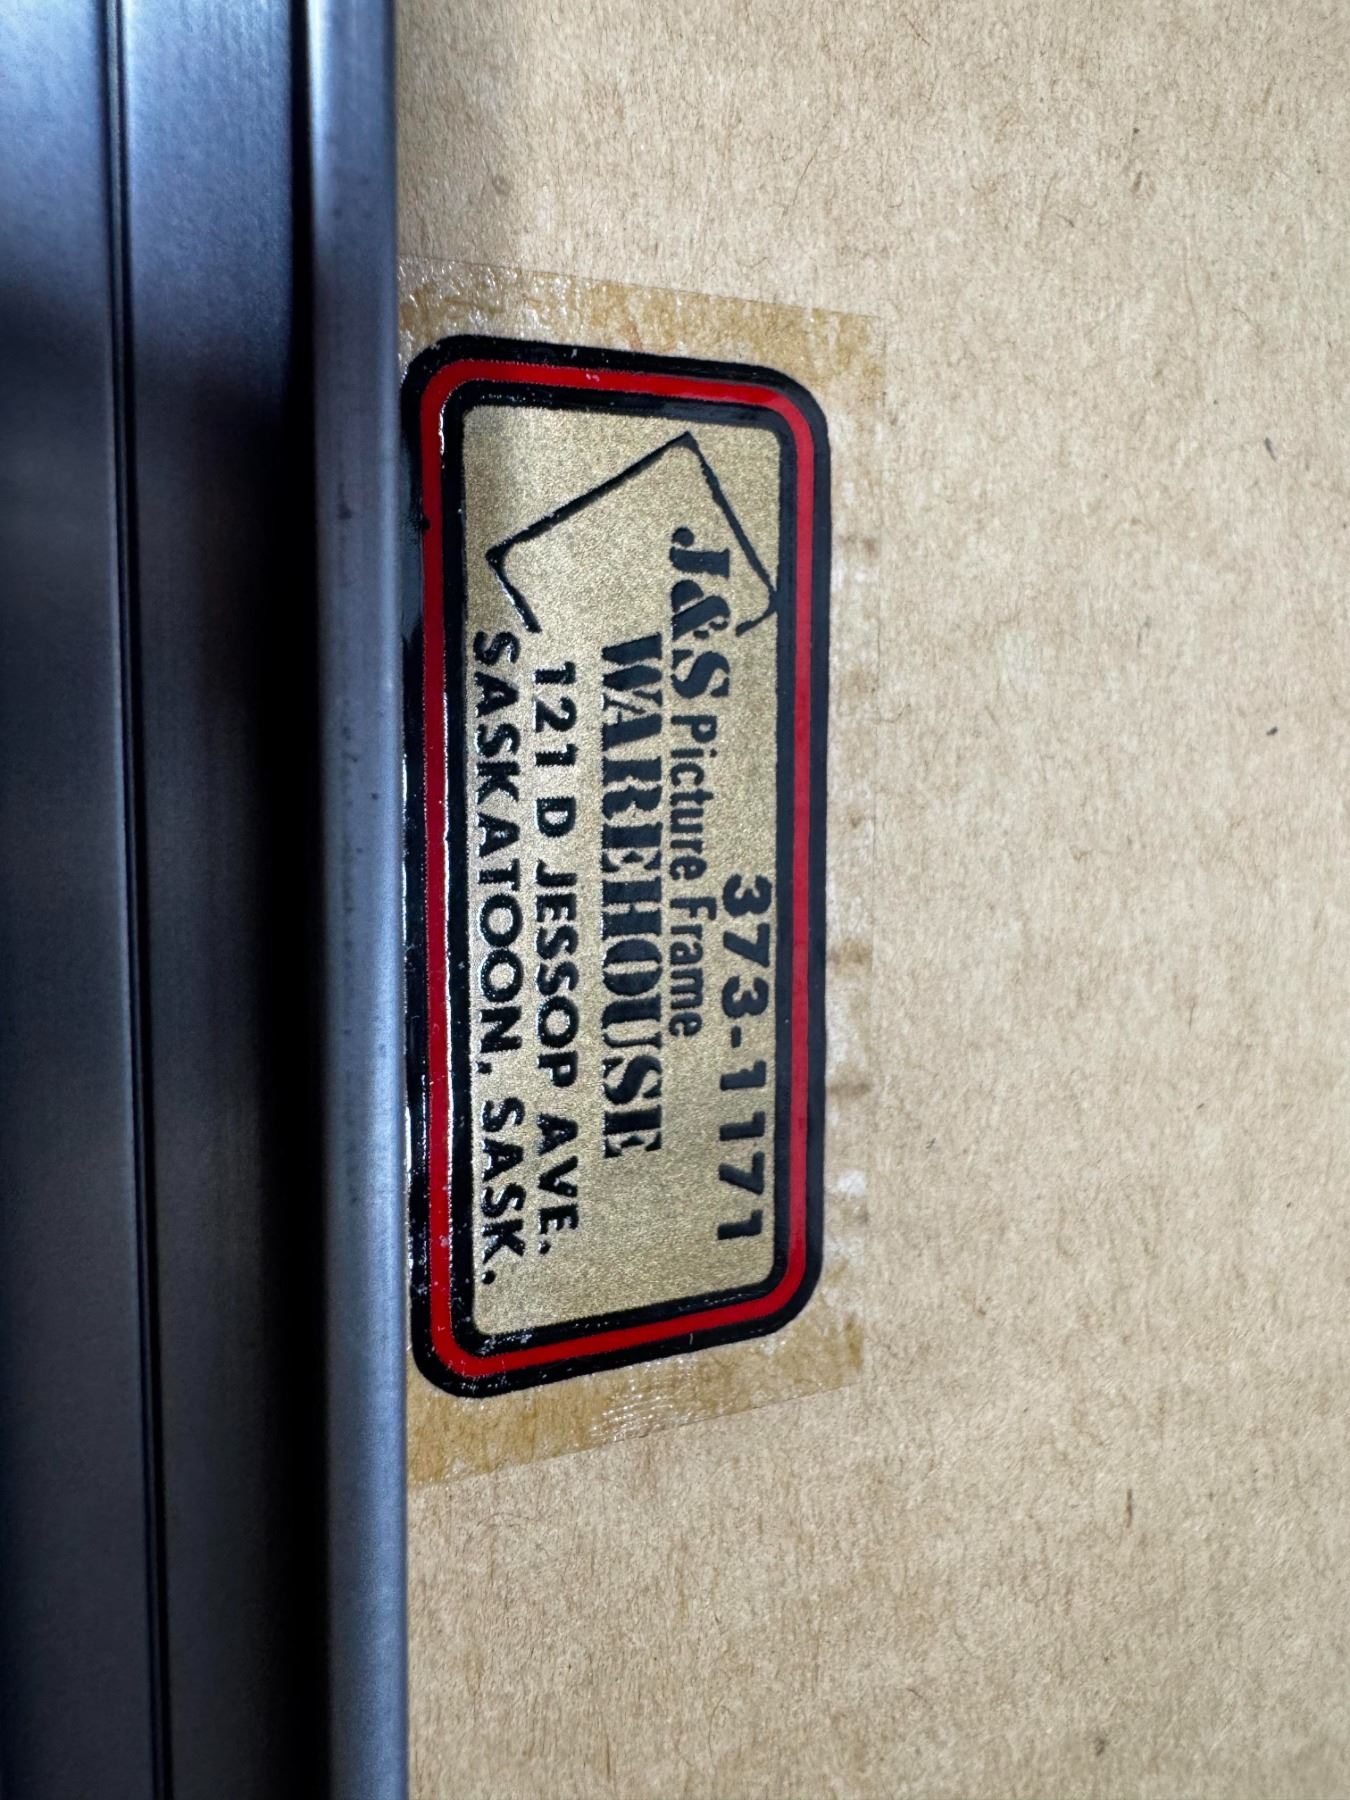 373-1171
J&S Picture Frame
WAREHOUSE
121 D JESSOP AVE.
SASKATOON, SASK.